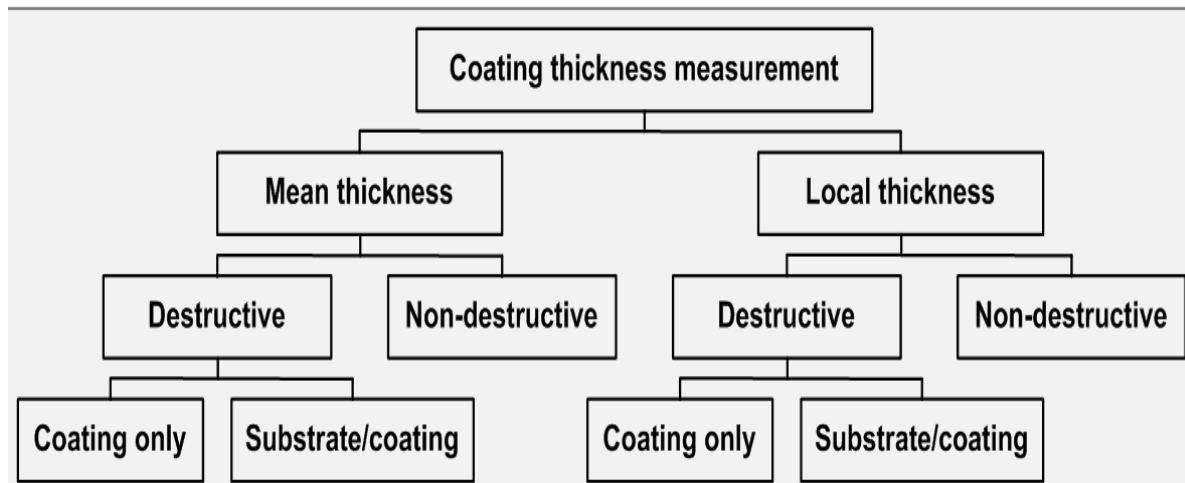 Coating thickness measurement
Mean thickness
Local thickness
Destructive
Non-destructive
Destructive
Non-destructive
Coating only
Substrate/coating
Coating only
Substrate/coating